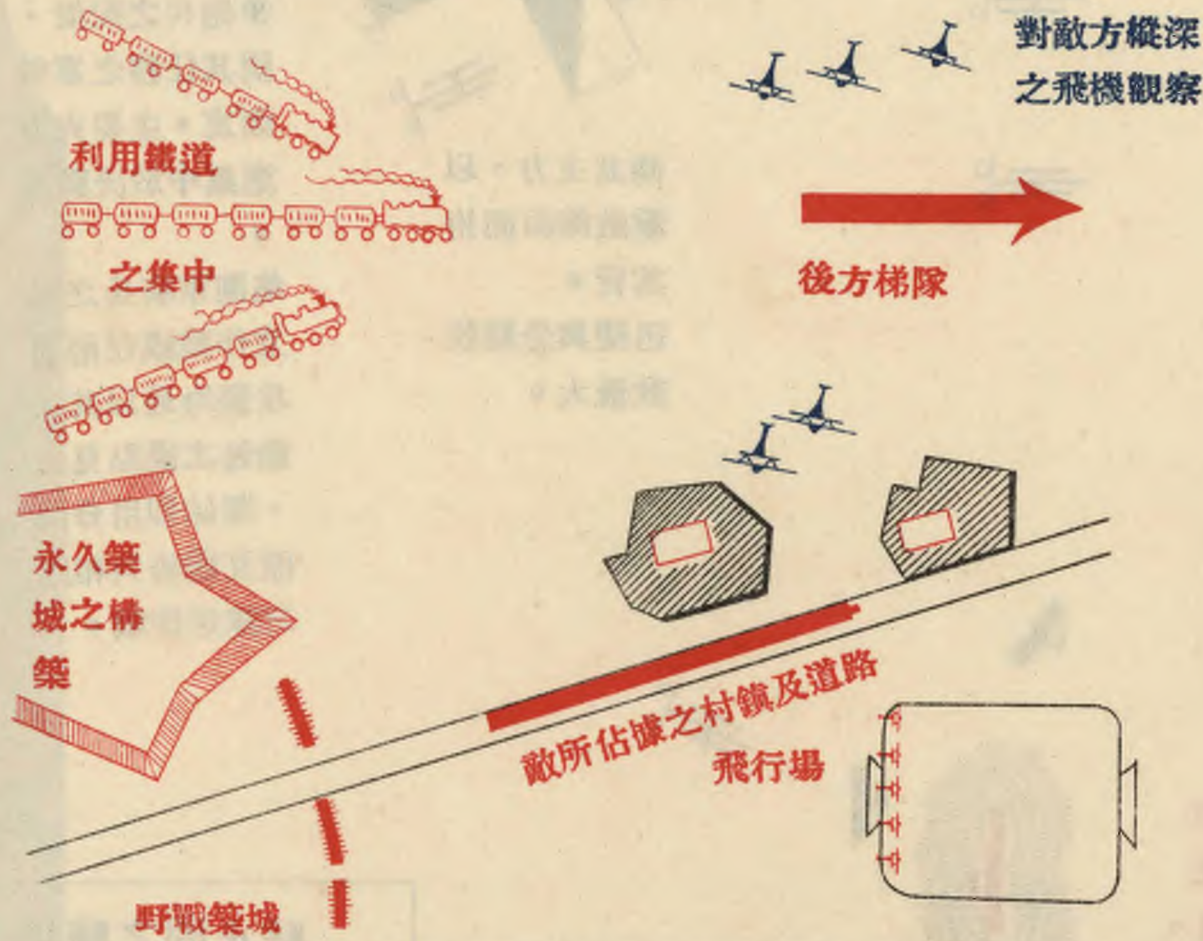 對敵方縱深
之飛機觀察
利用鐵道
之集中
後方梯隊
永久築
城之構
築
敵所佔據之村鎮及道路
飛行場
野戰築城